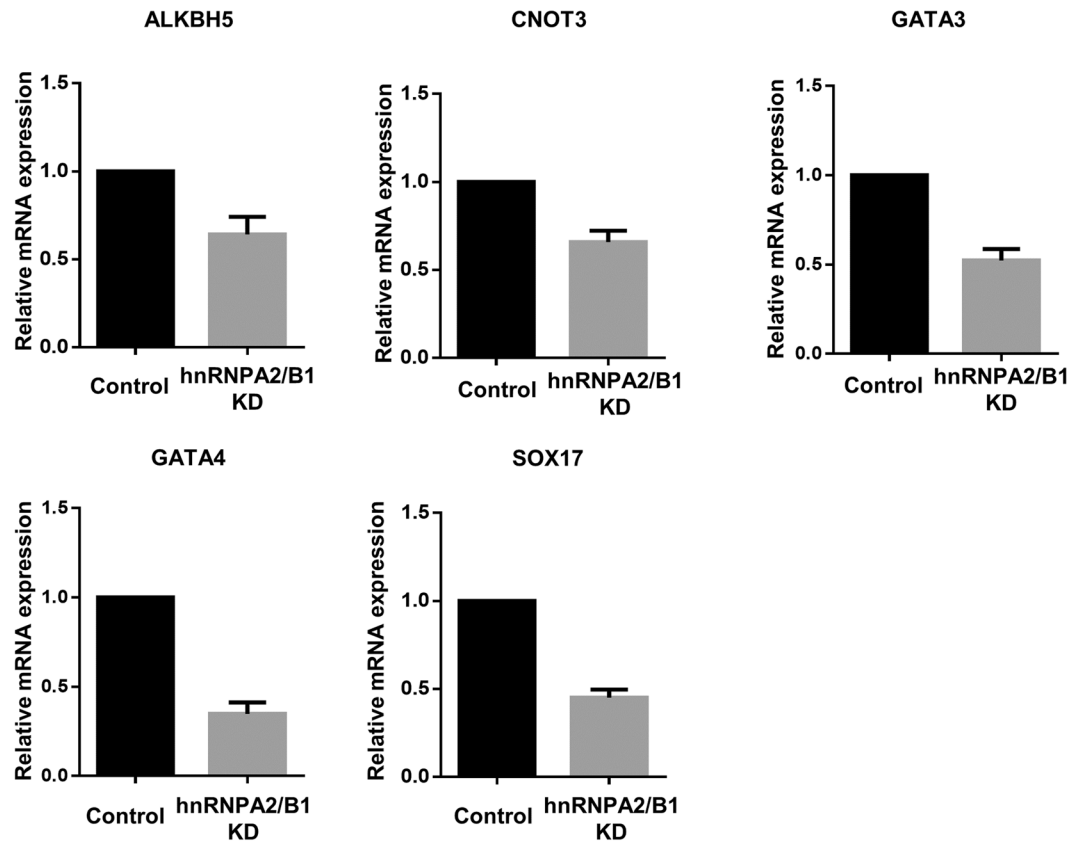 ALKBH5
CNOT3
GATA3
Relative mRNA expression
1.5
1.0
0.5
0.0
Control
hnRNPA2/B1
KD
Relative mRNA expression
1.5
1.0
0.5
0.0
Control
hnRNPA2/B1
KD
Relative mRNA expression
1.5
1.0
0.5
0.0
Control
hnRNPA2/B1
KD
GATA4
SOX17
Relative mRNA expression
1.5
1.0
0.5
0.0
Control
hnRNPA2/B1
KD
Relative mRNA expression
1.5
1.0
0.5
0.0
Control
hnRNPA2/B1
KD